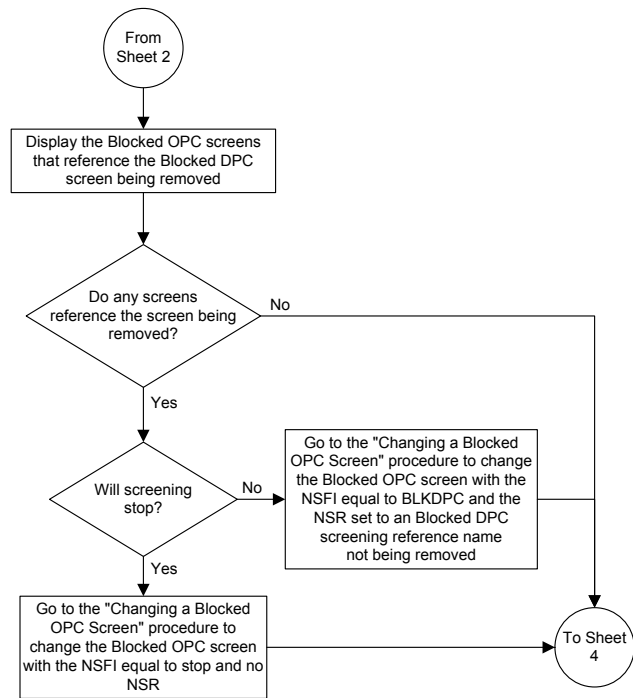 From
Sheet 2
Display the Blocked OPC screens
that reference the Blocked DPC
screen being removed
Do any screens
reference the screen being
removed?
No
Yes
Will screening
stop?
No
Go to the "Changing a Blocked
OPC Screen" procedure to change
the Blocked OPC screen with the
NSFI equal to BLKDPC and the
NSR set to an Blocked DPC
screening reference name
not being removed
Yes
Go to the "Changing a Blocked
OPC Screen" procedure to
change the Blocked OPC screen
with the NSFI equal to stop and no
NSR
To Sheet
4